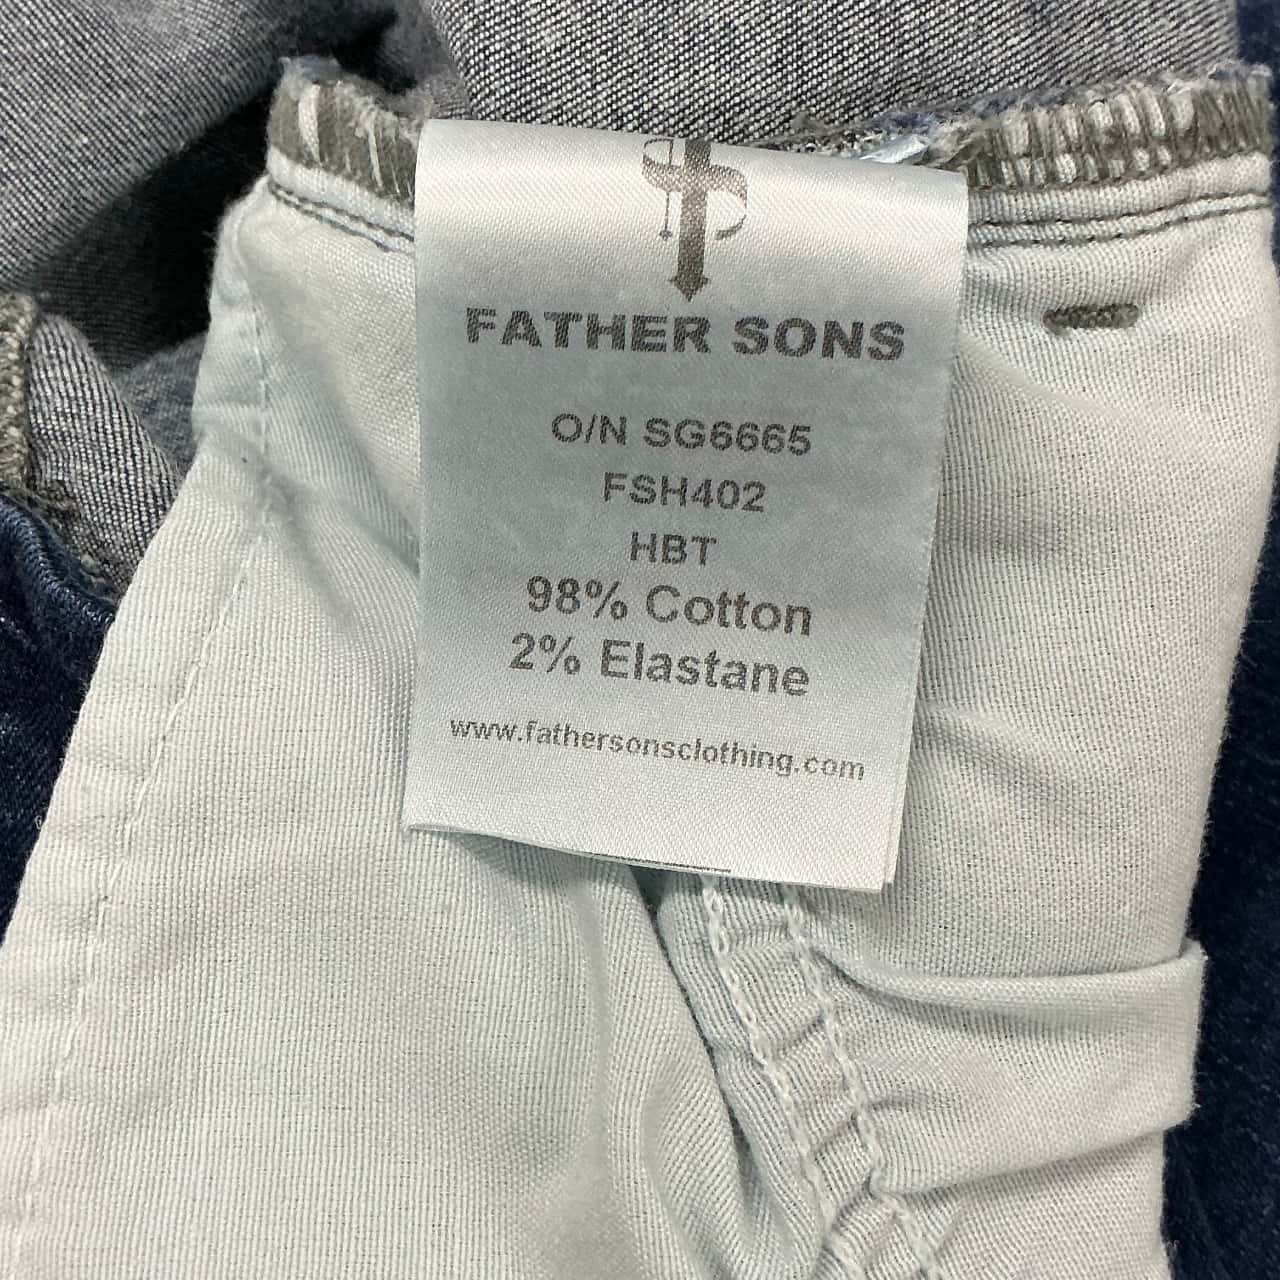 FATHER SONS
O/N SG6665
FSH402
HBT
98% Cotton
2% Elastane
www.fathersonsclothing.com